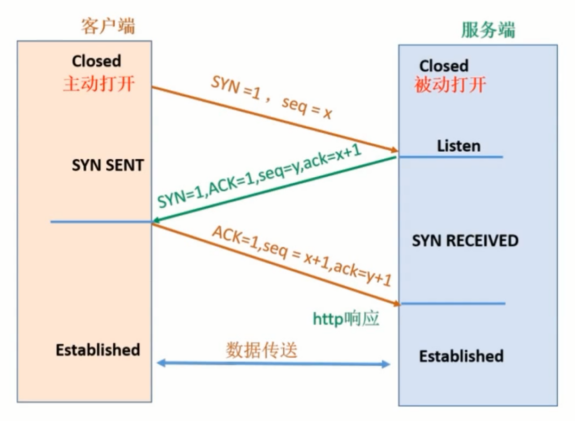 客户端
服务端
Closed
主动打开
Closed
被动打开
SYN =1 ， seq = x
Listen
SYN SENT
SYN=1,ACK=1,seq=y,ack=x+1
ACK=1,seq = x+1,ack=y+1
SYN RECEIVED
http响应
Established
数据传送
Established